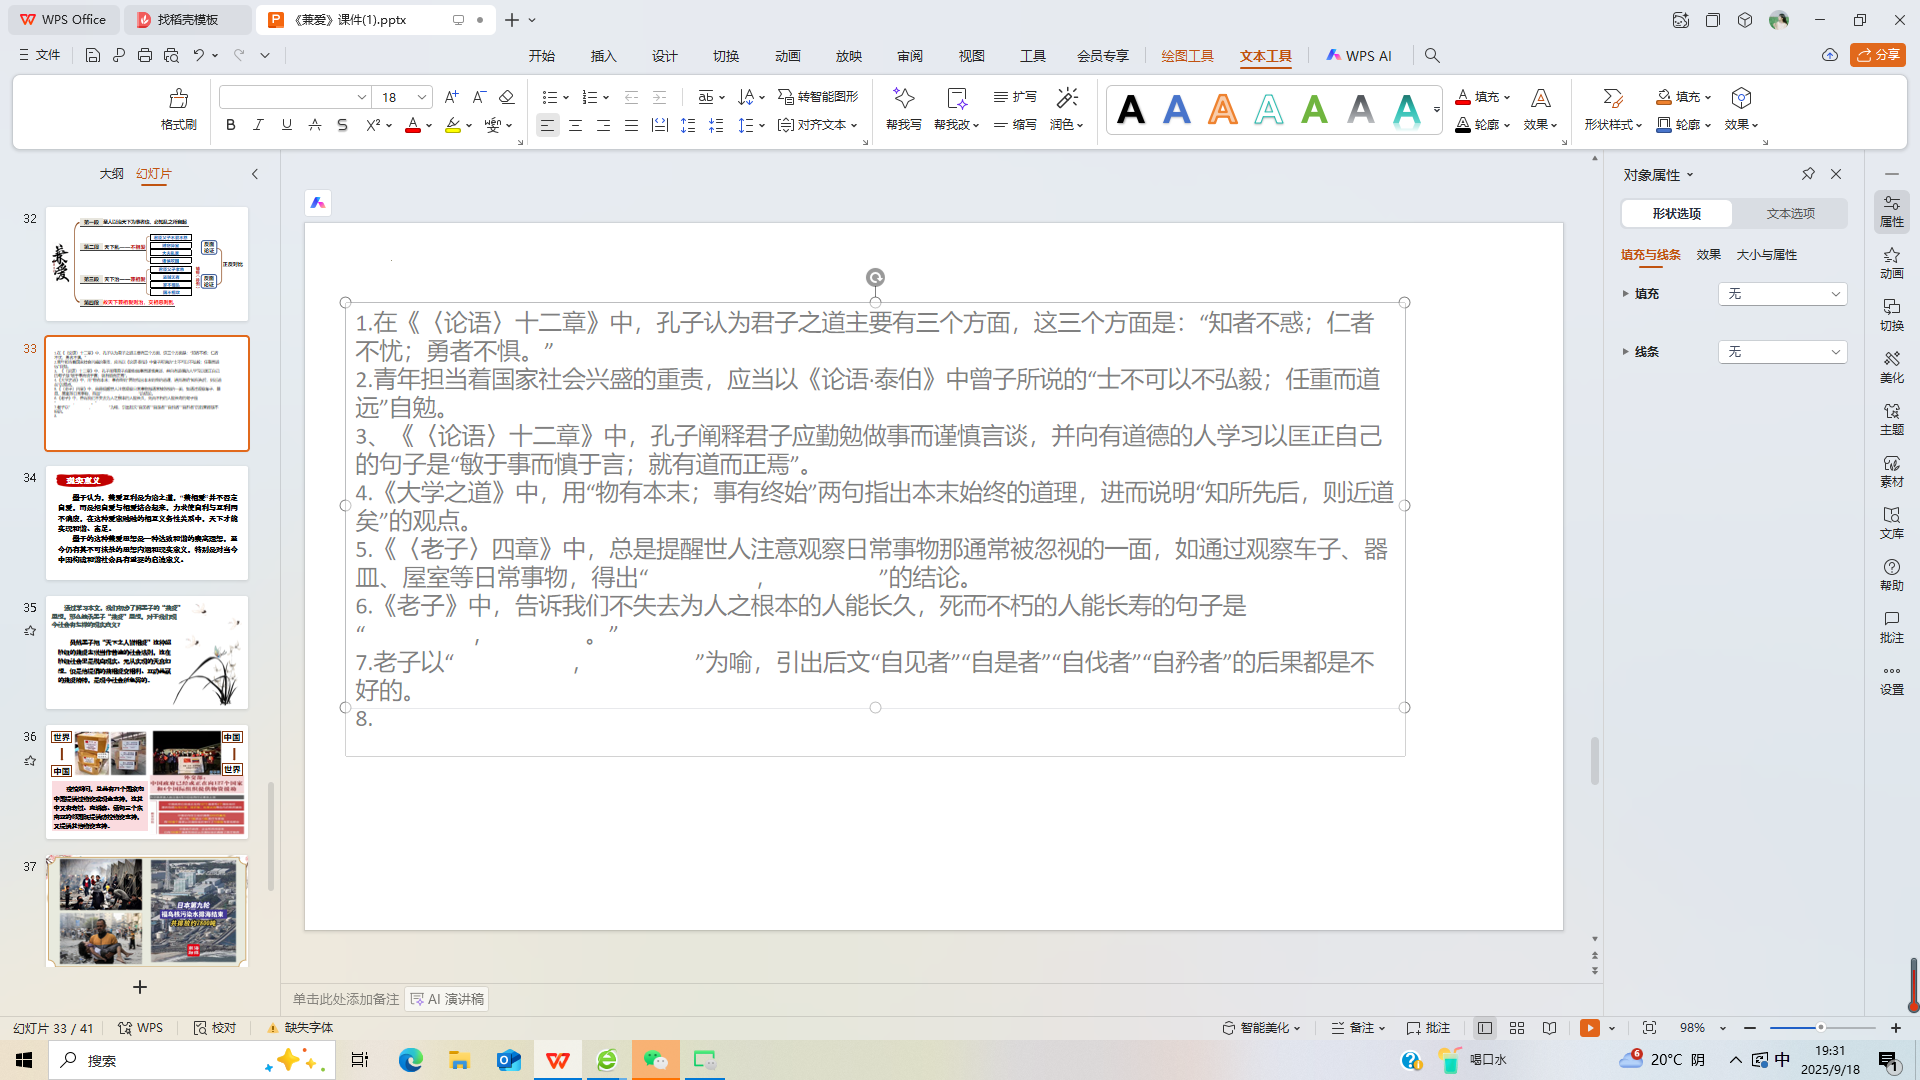 WPS Office
找稻壳模板
《兼爱》课件(1).pptx
文件
开始
插入
设计
切换
动画
放映
审阅
视图
工具
会员专享
绘图工具
文本工具
WPS AI
分享
格式刷
18
转智能图形
对齐文本
帮我写
帮我改
扩写
缩写
润色
填充
轮廓
效果
形状样式
填充
轮廓
效果
大纲
幻灯片
32
33
34
35
36
37
1.在《〈论语〉十二章》中，孔子认为君子之道主要有三个方面，这三个方面是：“知者不惑；仁者
不忧；勇者不惧。”
2.青年担当着国家社会兴盛的重责，应当以《论语·泰伯》中曾子所说的“士不可以不弘毅；任重而道
远”自勉。
3、《〈论语〉十二章》中，孔子阐释君子应勤勉做事而谨慎言谈，并向有道德的人学习以匡正自己
的句子是“敏于事而慎于言；就有道而正焉”。
4.《大学之道》中，用“物有本末；事有终始”两句指出本末始终的道理，进而说明“知所先后，则近道
矣”的观点。
5.《〈老子〉四章》中，总是提醒世人注意观察日常事物那通常被忽视的一面，如通过观察车子、器
皿、屋室等日常事物，得出“ ， ”的结论。
6.《老子》中，告诉我们不失去为人之根本的人能长久，死而不朽的人能长寿的句子是
“ ， 。”
7.老子以“ ， ”为喻，引出后文“自见者”“自是者”“自伐者”“自矜者”的后果都是不
好的。
8.
单击此处添加备注
AI 演讲稿
对象属性
形状选项
文本选项
填充与线条
效果
大小与属性
填充
无
线条
无
属性
动画
切换
美化
主题
素材
文库
帮助
批注
设置
世界
中国
中国
世界
日本第九轮
福岛核污染水排海结束
幻灯片 33 / 41
WPS
校对
缺失字体
智能美化
备注
批注
98%
搜索
喝口水
20°C 阴
中
19:31
2025/9/18